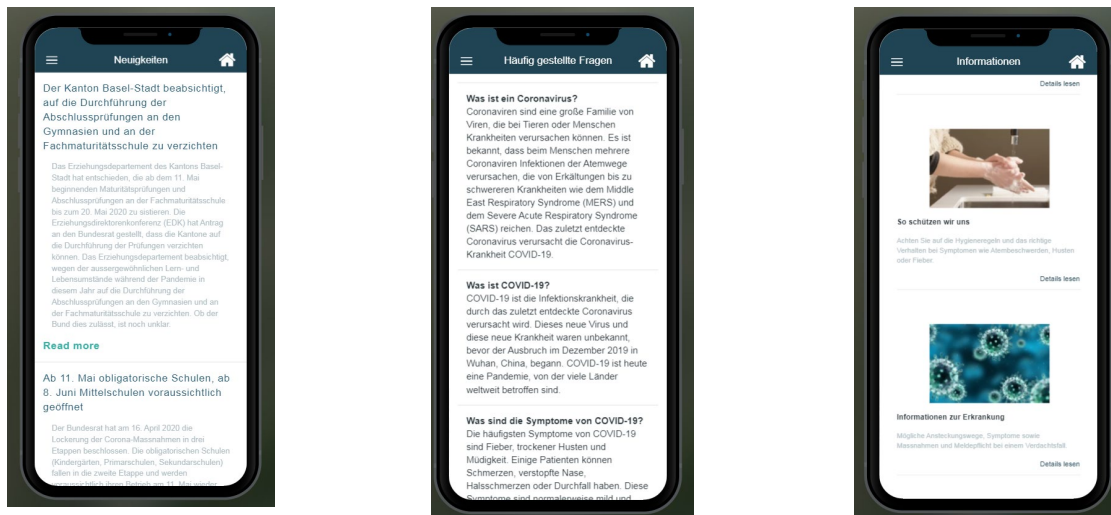 Neuigkeiten
Der Kanton Basel-Stadt beabsichtigt,
auf die Durchführung der
Abschlussprüfungen an den
Gymnasien und an der
Fachmaturitätsschule zu verzichten
Das Erziehungsdepartement des Kantons Basel-
Stadt hat entschieden, die ab dem 11. Mai
beginnenden Maturitätsprüfungen und
Abschlussprüfungen an der Fachmaturitätsschule
bis zum 20. Mai 2020 zu sistieren. Die
Erziehungsdirektorenkonferenz (EDK) hat Antrag
an den Bundesrat gestellt, dass die Kantone auf
die Durchführung der Prüfungen verzichten
können. Das Erziehungsdepartement beabsichtigt,
wegen der aussergewöhnlichen Lern- und
Lebensumstände während der Pandemie in
diesem Jahr auf die Durchführung der
Abschlussprüfungen an den Gymnasien und an
der Fachmaturitätsschule zu verzichten. Ob der
Bund dies zulässt, ist noch unklar.
Read more
Ab 11. Mai obligatorische Schulen, ab
8. Juni Mittelschulen voraussichtlich
geöffnet
Der Bundesrat hat am 16. April 2020 die
Lockerung der Corona-Massnahmen in drei
Etappen beschlossen. Die obligatorischen Schulen
(Kindergärten, Primarschulen, Sekundarschulen)
fallen in die zweite Etappe und werden
voraussichtlich ihren Betrieb am 11. Mai wieder
Häufig gestellte Fragen
Was ist ein Coronavirus?
Coronaviren sind eine große Familie von
Viren, die bei Tieren oder Menschen
Krankheiten verursachen können. Es ist
bekannt, dass beim Menschen mehrere
Coronaviren Infektionen der Atemwege
verursachen, die von Erkältungen bis zu
schwereren Krankheiten wie dem Middle
East Respiratory Syndrome (MERS) und
dem Severe Acute Respiratory Syndrome
(SARS) reichen. Das zuletzt entdeckte
Coronavirus verursacht die Coronavirus-
Krankheit COVID-19.
Was ist COVID-19?
COVID-19 ist die Infektionskrankheit, die
durch das zuletzt entdeckte Coronavirus
verursacht wird. Dieses neue Virus und
diese neue Krankheit waren unbekannt,
bevor der Ausbruch im Dezember 2019 in
Wuhan, China, begann. COVID-19 ist heute
eine Pandemie, von der viele Länder
weltweit betroffen sind.
Was sind die Symptome von COVID-19?
Die häufigsten Symptome von COVID-19
sind Fieber, trockener Husten und
Müdigkeit. Einige Patienten können
Schmerzen, verstopfte Nase,
Halsschmerzen oder Durchfall haben. Diese
Symptome sind normalerweise mild und
Informationen
Details lesen
So schützen wir uns
Achten Sie auf die Hygieneregeln und das richtige
Verhalten bei Symptomen wie Atembeschwerden, Husten
oder Fieber.
Details lesen
Informationen zur Erkrankung
Mögliche Ansteckungswege, Symptome sowie
Massnahmen und Meldepflicht bei einem Verdachtsfall.
Details lesen